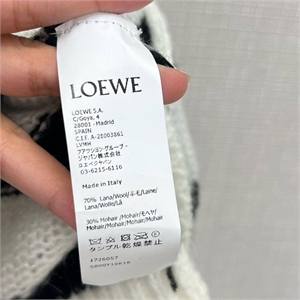 LOEWE
LOEWE S.A.
C/Goya, 4
28001 - Madrid
SPAIN
C.I.F. A-28003861
LVMH
ファッション グループ・
ジャパン株式会社
ロエベジャパン
03-6215-6116
Made in Italy
70% Lana/Wool/羊毛/Laine/
Lana/Wolle/Lã
30% Mohair /Mohair/モヘヤ/
Mohair/Mohair/Mohair/Mohair
タンブル乾燥禁止